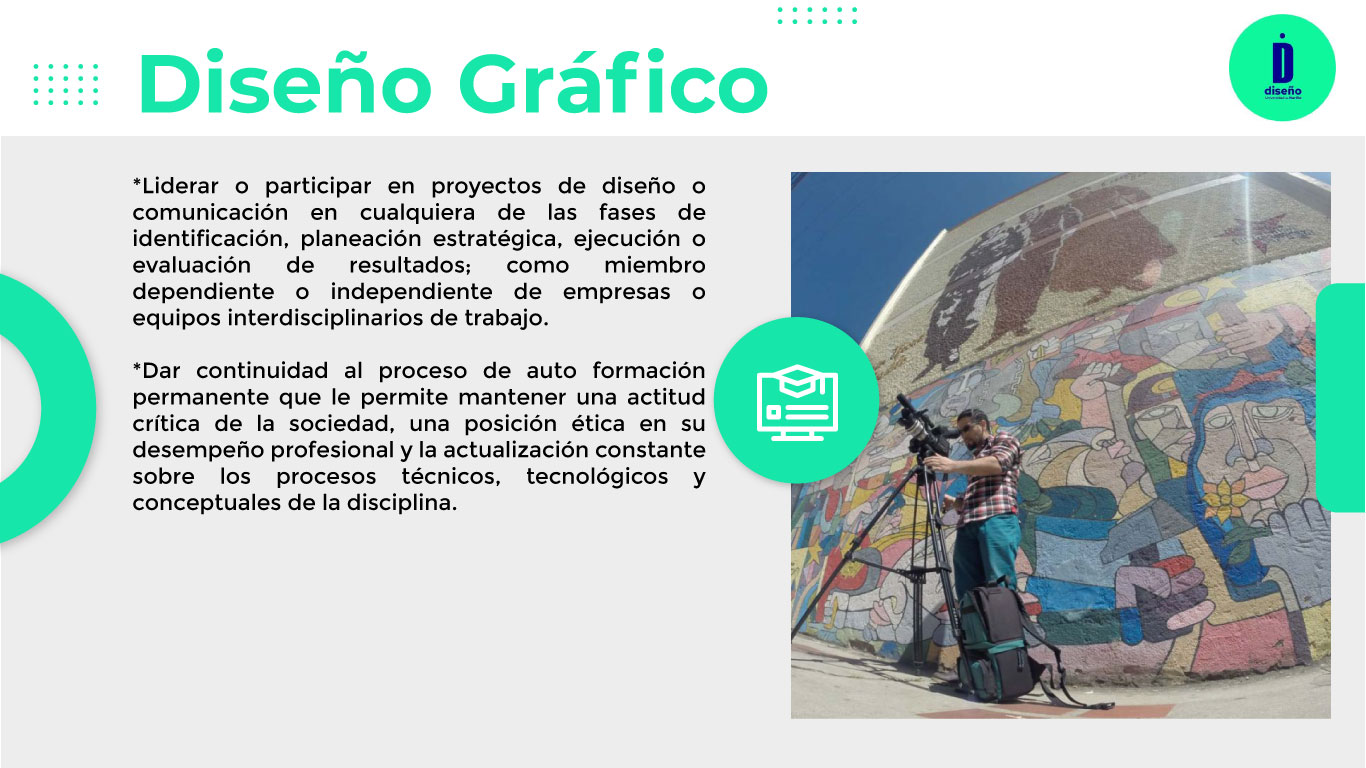 Diseño Gráfico
diseño
*Liderar o participar en proyectos de diseño o
comunicación en cualquiera de las fases de
identificación, planeación estratégica, ejecución o
evaluación de resultados; como miembro
dependiente o independiente de empresas o
equipos interdisciplinarios de trabajo.
*Dar continuidad al proceso de auto formación
permanente que le permite mantener una actitud
crítica de la sociedad, una posición ética en su
desempeño profesional y la actualización constante
sobre los procesos técnicos, tecnológicos y
conceptuales de la disciplina.